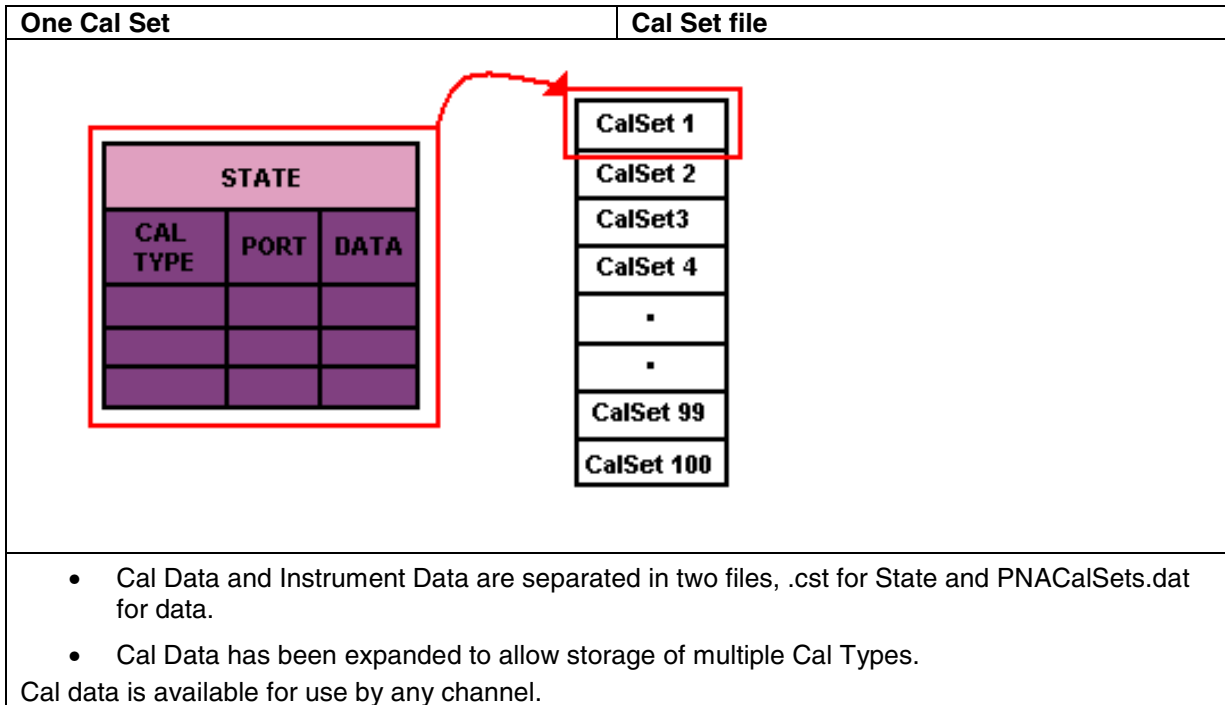 One Cal Set
Cal Set file
STATE
CAL
TYPE
PORT
DATA
CalSet 1
CalSet 2
CalSet3
CalSet 4
.
.
CalSet 99
CalSet 100
• Cal Data and Instrument Data are separated in two files, .cst for State and PNACalSets.dat
for data.
• Cal Data has been expanded to allow storage of multiple Cal Types.
Cal data is available for use by any channel.